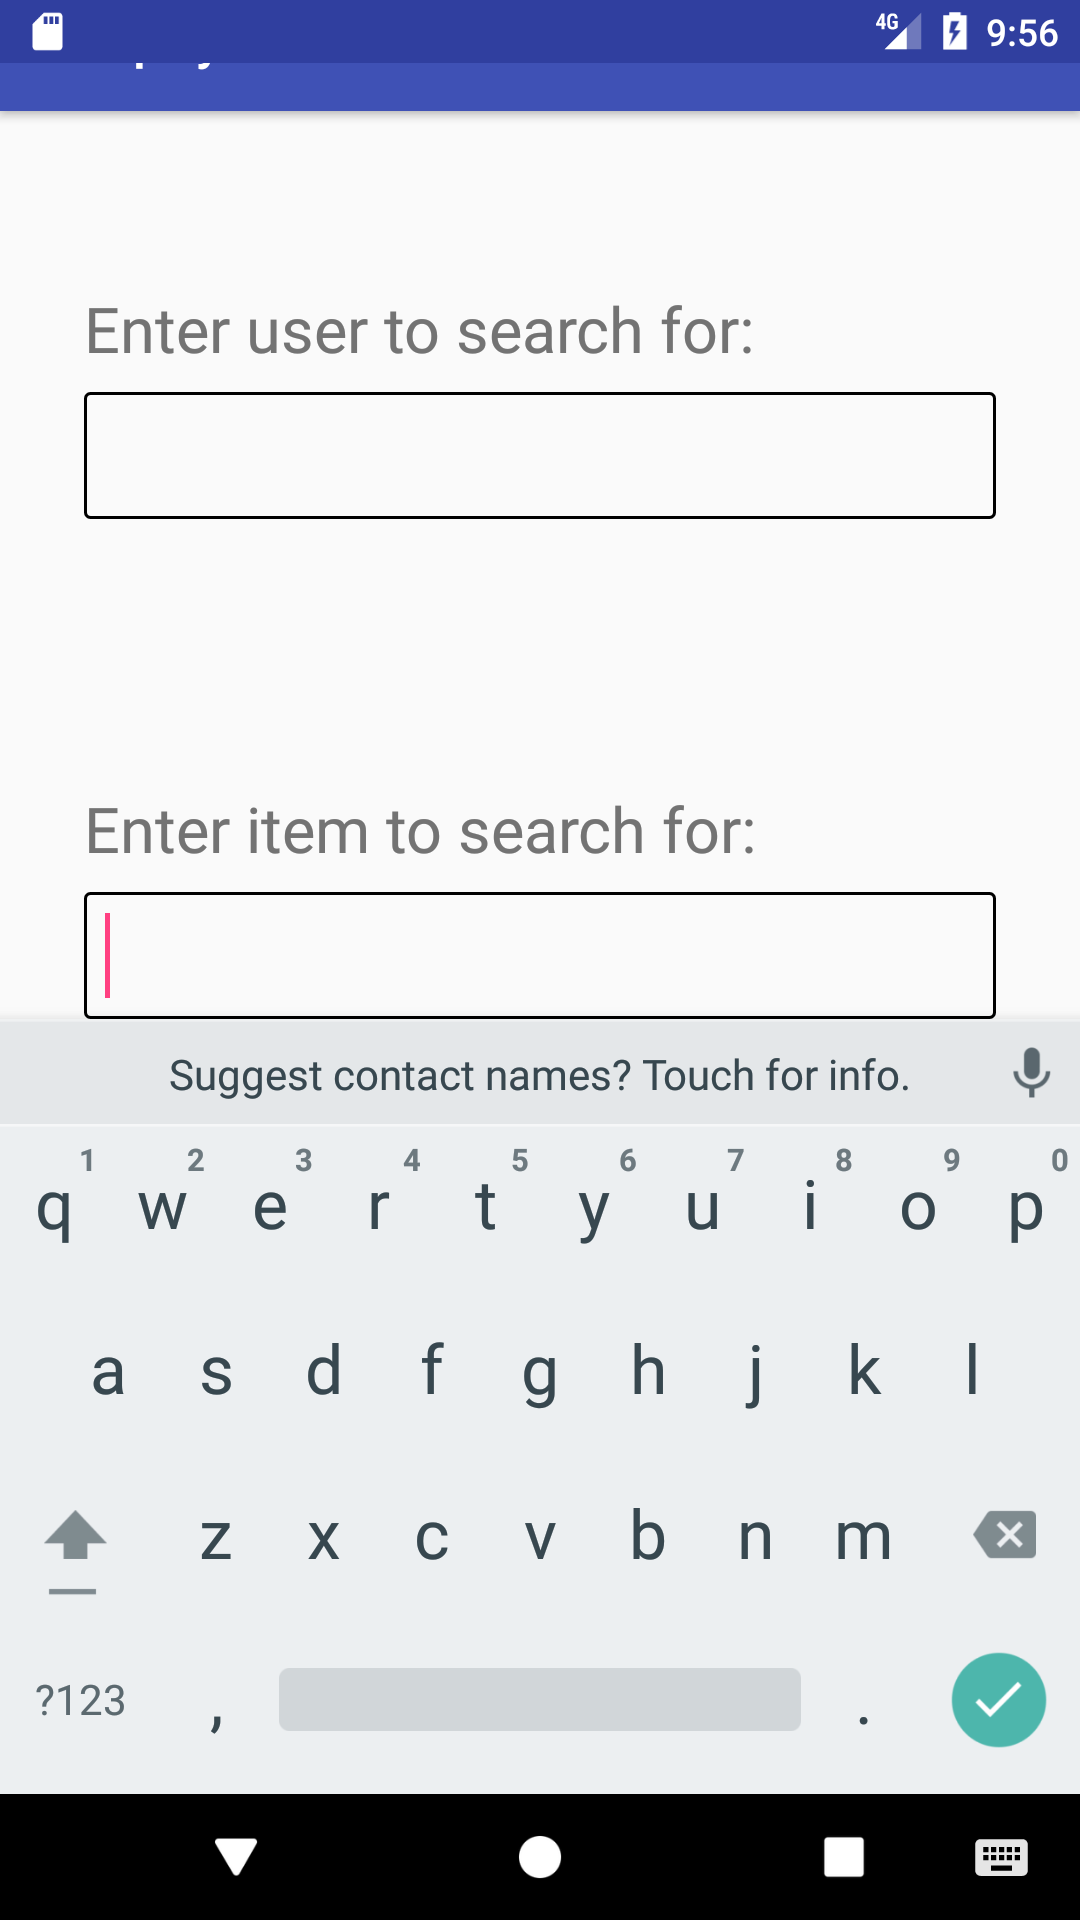 4G 9:56
Enter user to search for:
Enter item to search for:
Suggest contact names? Touch for info.
1 2 3 4 5 6 7 8 9 0
q w e r t y u i o p
a s d f g h j k l
z x c v b n m
?123 , .